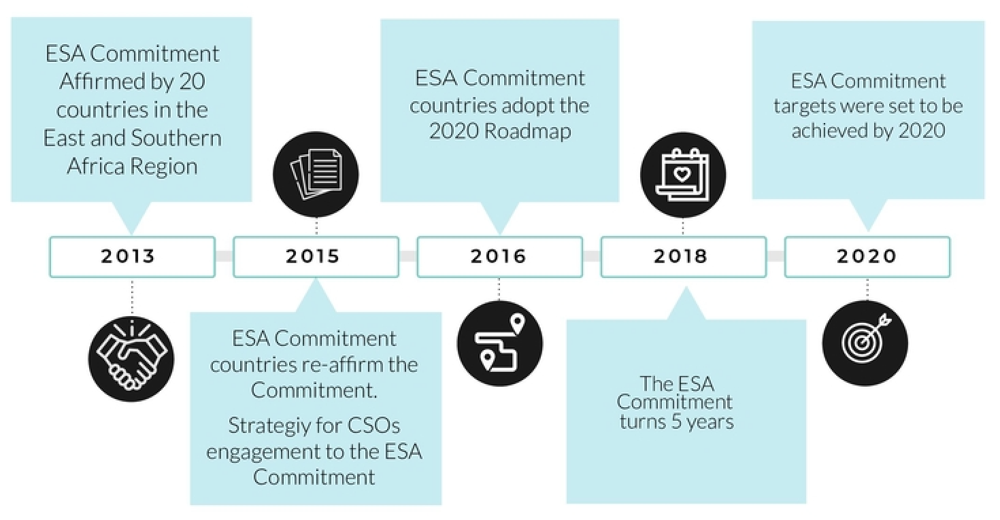 ESA Commitment
Affirmed by 20
countries in the
East and Southern
Africa Region
ESA Commitment
countries adopt the
2020 Roadmap
ESA Commitment
targets were set to be
achieved by 2020
2013
2015
2016
2018
2020
ESA Commitment
countries re-affirm the
Commitment.
Strategiy for CSOs
engagement to the ESA
Commitment
The ESA
Commitment
turns 5 years